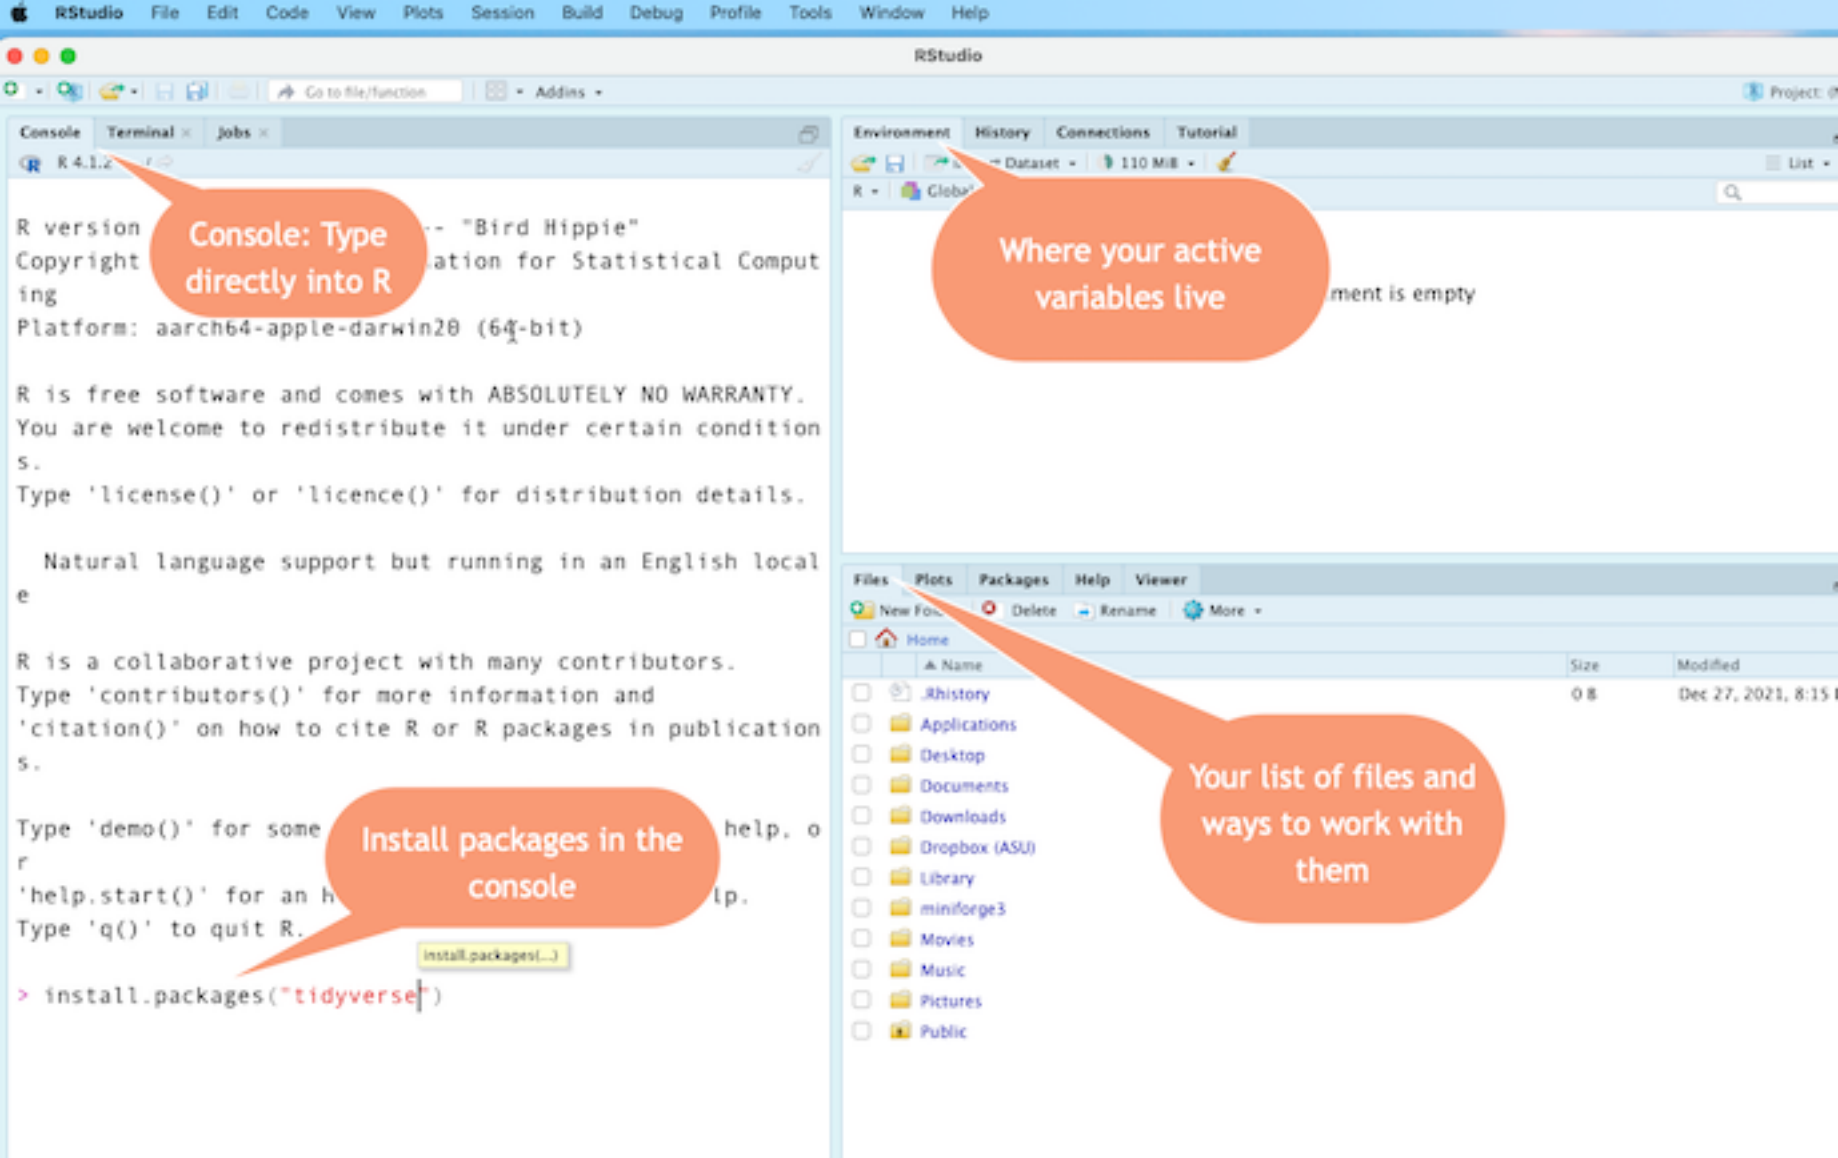 RStudio File Edit Code View Plots Session Build Debug Profile Tools Window Help
RStudio
Go to file/function Addins Project:
Console Terminal Jobs
R 4.1.2
R version -- "Bird Hippie"
Copyright ation for Statistical Comput
ing
Platform: aarch64-apple-darwin20 (64-bit)
Console: Type
directly into R
R is free software and comes with ABSOLUTELY NO WARRANTY.
You are welcome to redistribute it under certain condition
s.
Type 'license()' or 'licence()' for distribution details.
Natural language support but running in an English local
e
R is a collaborative project with many contributors.
Type 'contributors()' for more information and
'citation()' on how to cite R or R packages in publication
s.
Type 'demo()' for some help, o
r
'help.start()' for an h lp.
Type 'q()' to quit R.
Install packages in the
console
install.packages(...)
> install.packages("tidyverse")
Environment History Connections Tutorial
Dataset 110 MiB List
R Global
Where your active
variables live
ment is empty
Files Plots Packages Help Viewer
New Fol Delete Rename More
Home
Name Size Modified
.Rhistory 0 B Dec 27, 2021, 8:15
Applications
Desktop
Documents
Downloads
Dropbox (ASU)
Library
miniforge3
Movies
Music
Pictures
Public
Your list of files and
ways to work with
them